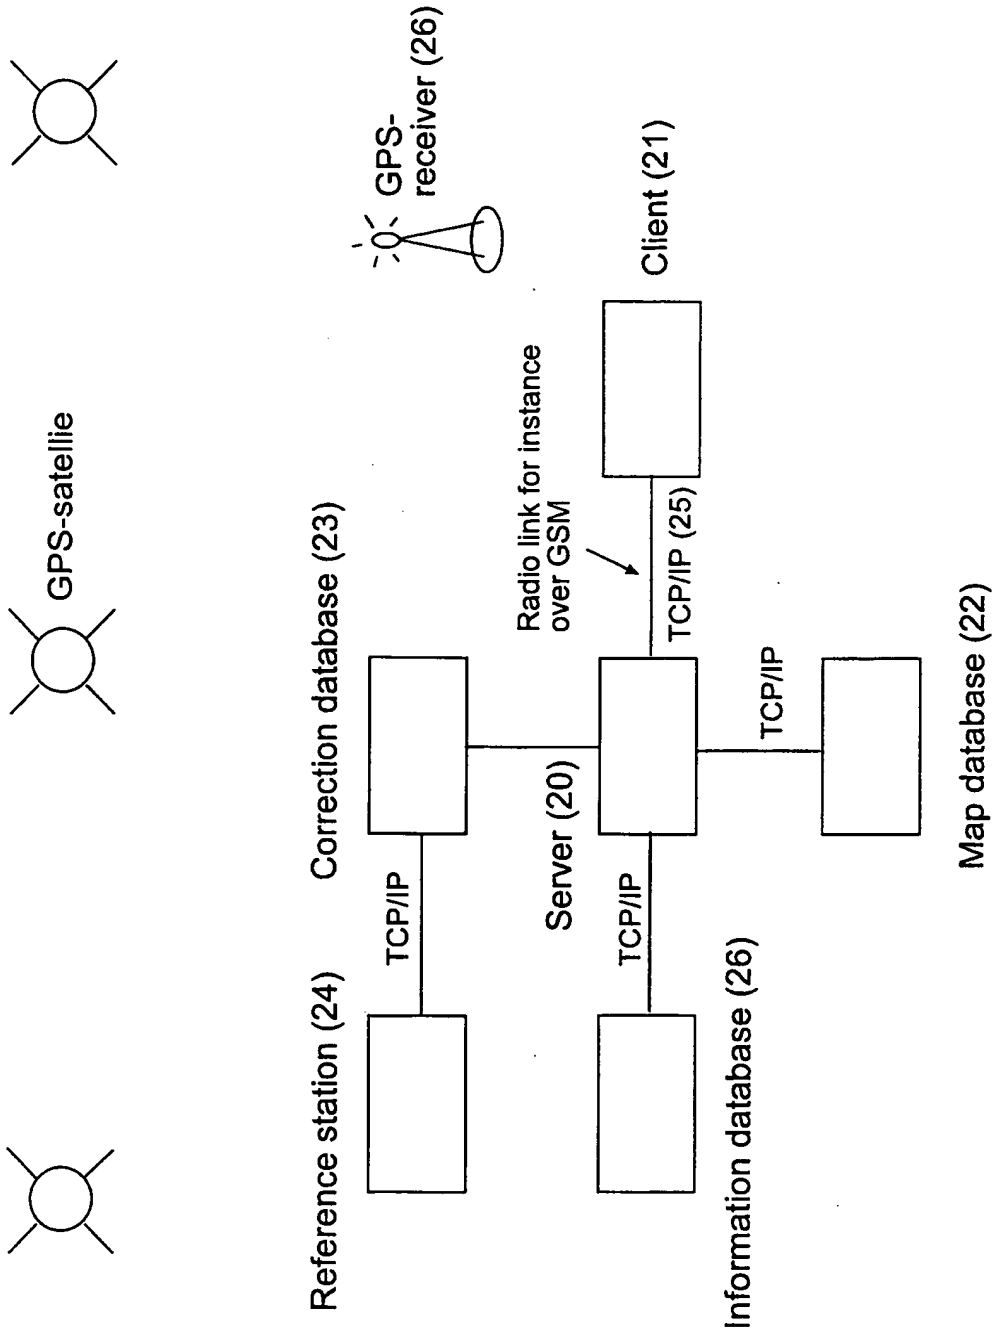 GPS-satellie
GPS-
receiver (26)
Reference station (24)
Correction database (23)
TCP/IP
Radio link for instance
over GSM
Server (20)
Client (21)
TCP/IP
TCP/IP (25)
Information database (26)
TCP/IP
Map database (22)